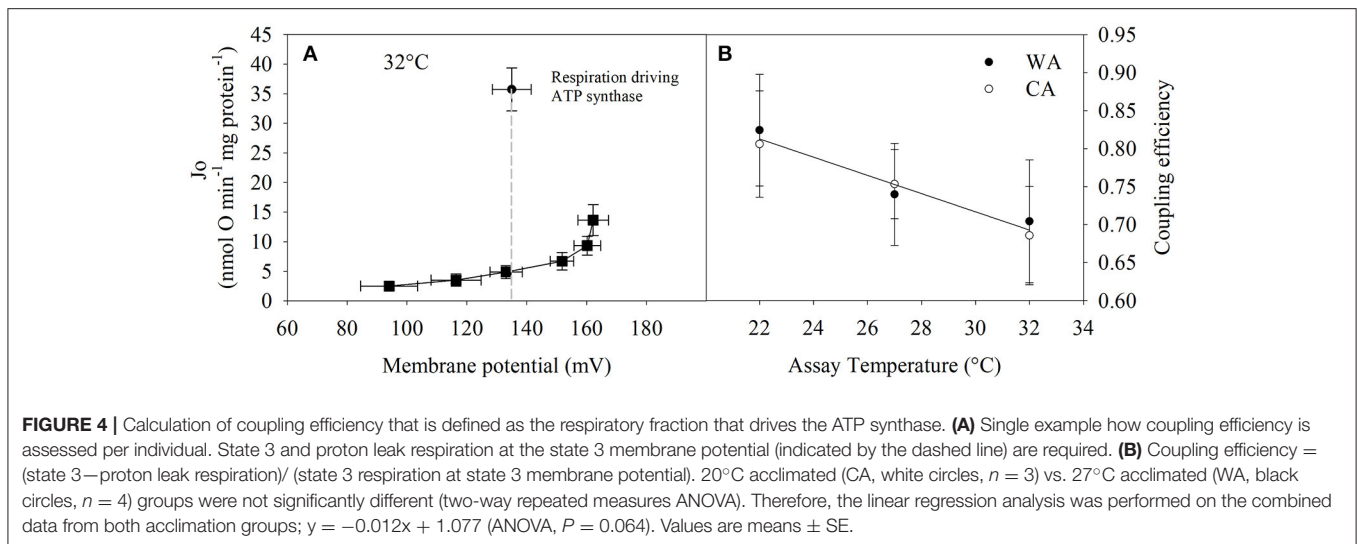 A
32°C
Respiration driving
ATP synthase
Jo
(nmol O min⁻¹ mg protein⁻¹)
45
40
35
30
25
20
15
10
5
0
60 80 100 120 140 160 180
Membrane potential (mV)
B
WA
CA
0.95
0.90
0.85
0.80
0.75
0.70
0.65
0.60
Coupling efficiency
22 24 26 28 30 32 34
Assay Temperature (°C)
FIGURE 4 | Calculation of coupling efficiency that is defined as the respiratory fraction that drives the ATP synthase. (A) Single example how coupling efficiency is
assessed per individual. State 3 and proton leak respiration at the state 3 membrane potential (indicated by the dashed line) are required. (B) Coupling efficiency =
(state 3—proton leak respiration)/ (state 3 respiration at state 3 membrane potential). 20°C acclimated (CA, white circles, n = 3) vs. 27°C acclimated (WA, black
circles, n = 4) groups were not significantly different (two-way repeated measures ANOVA). Therefore, the linear regression analysis was performed on the combined
data from both acclimation groups; y = −0.012x + 1.077 (ANOVA, P = 0.064). Values are means ± SE.